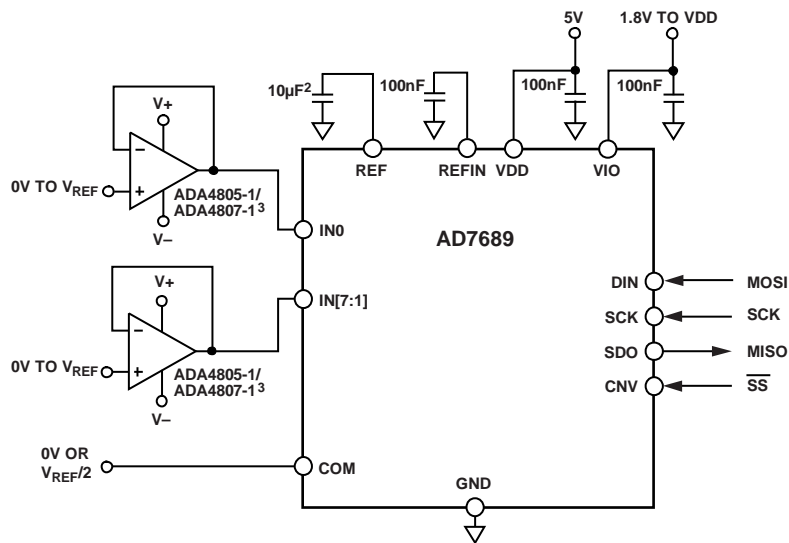 5V
1.8V TO VDD
10µF2
100nF
100nF
100nF
V+
–
+
0V TO VREF
ADA4805-1/
ADA4807-13
V–
REF
REFIN
VDD
VIO
IN0
AD7689
V+
–
+
0V TO VREF
ADA4805-1/
ADA4807-13
V–
IN[7:1]
DIN
MOSI
SCK
SCK
SDO
MISO
CNV
SS
0V OR
VREF/2
COM
GND